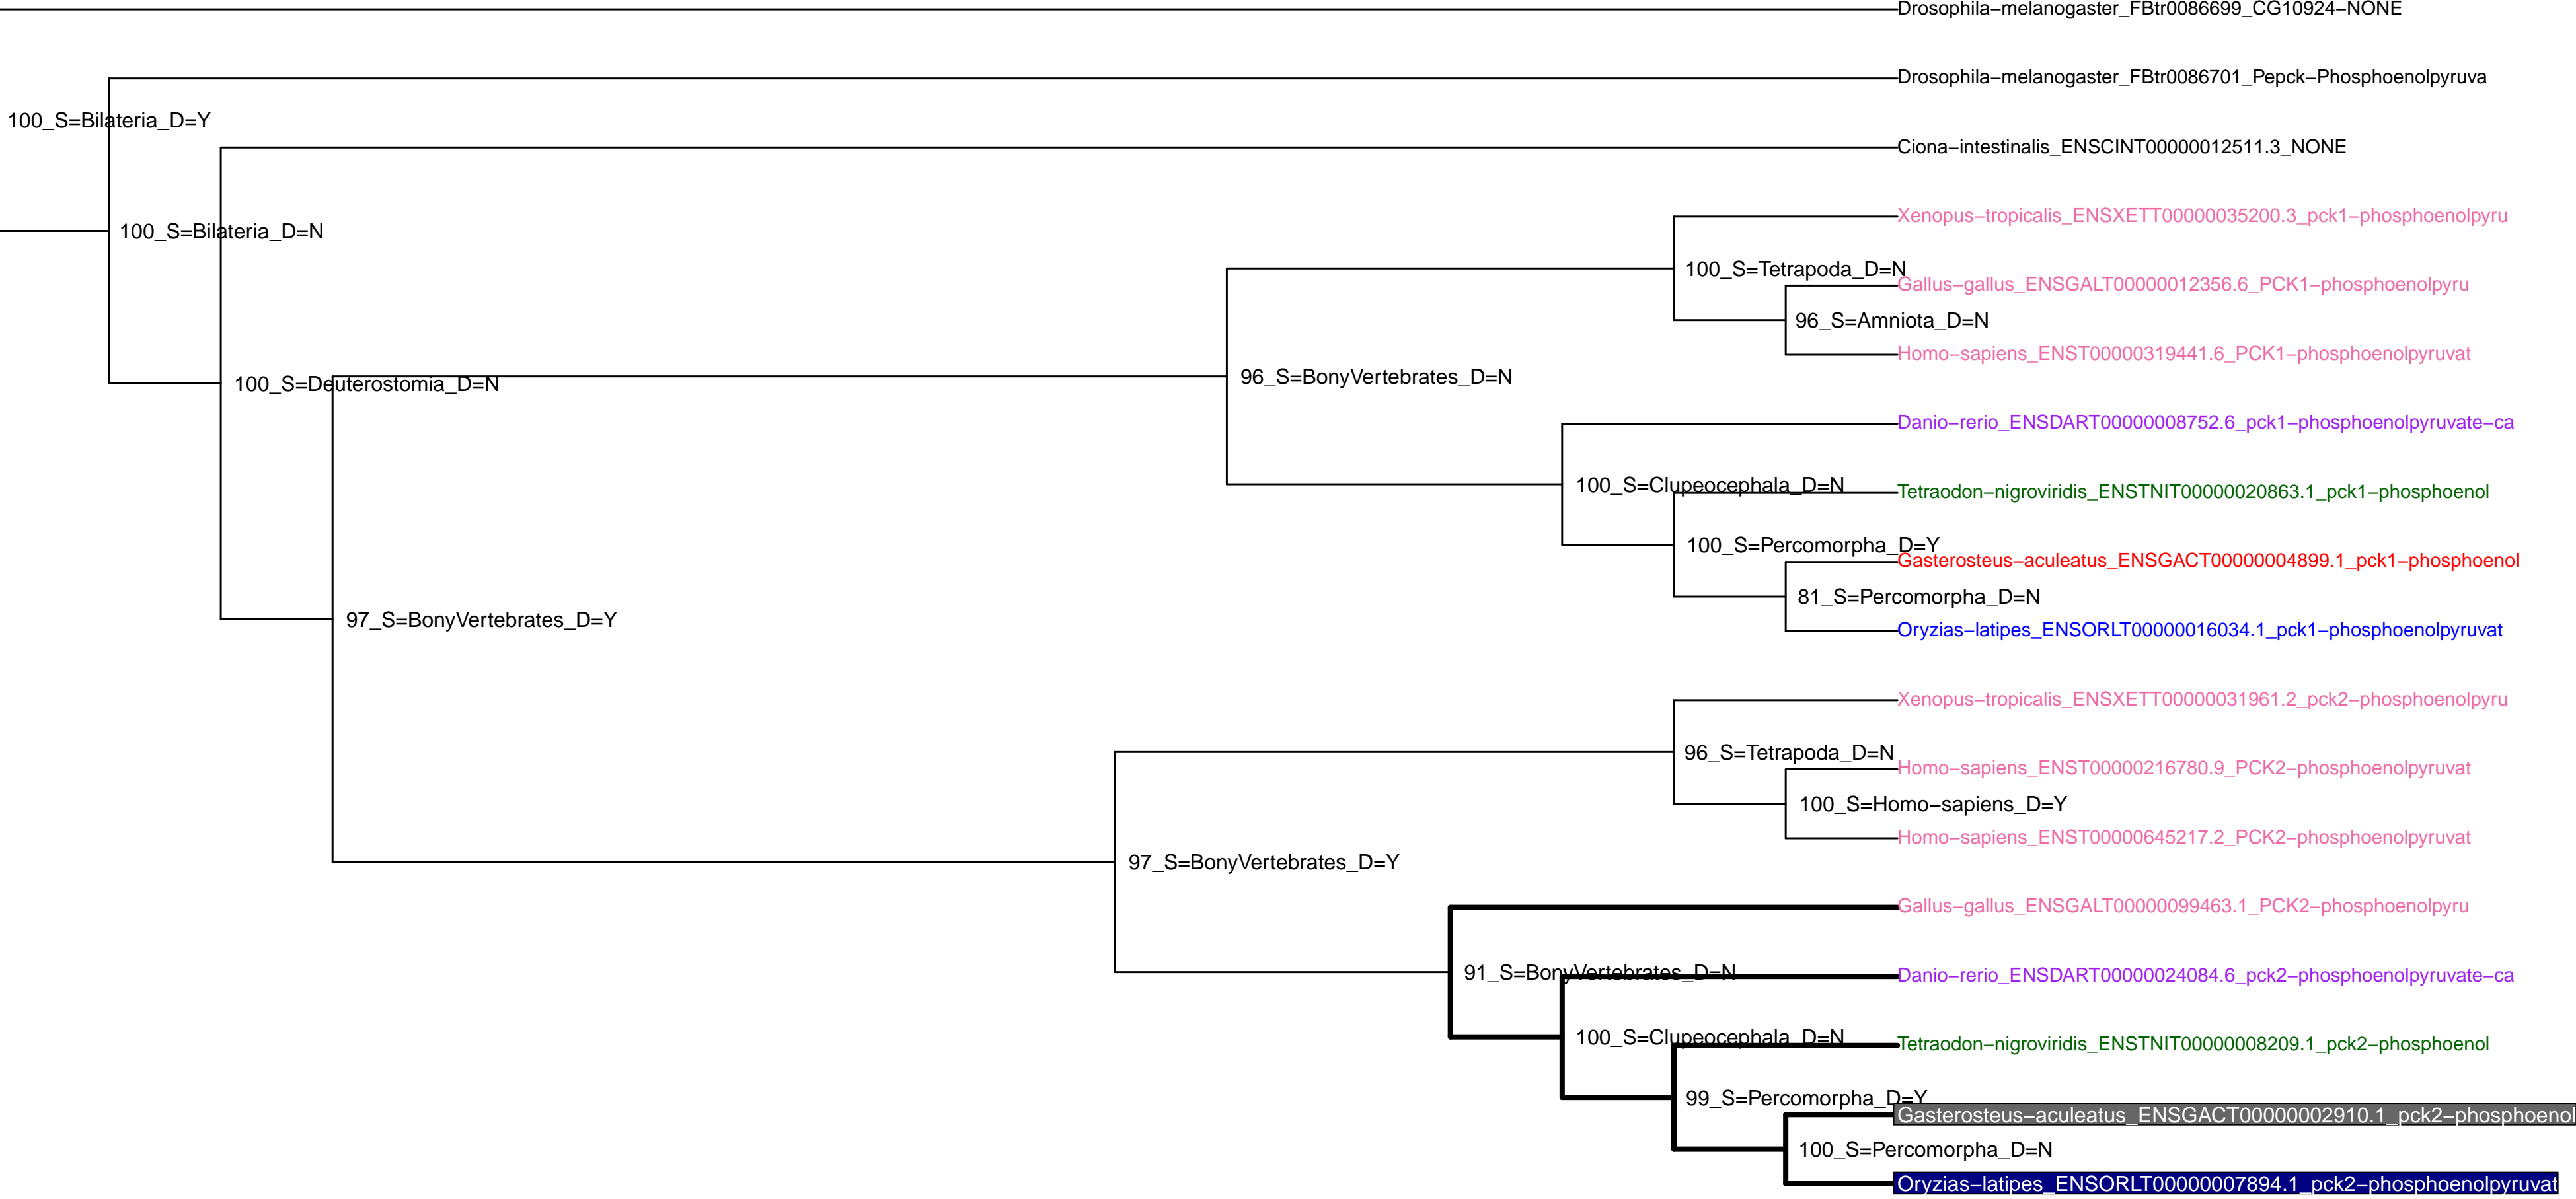 Drosophila−melanogaster_FBtr0086699_CG10924−NONE
Drosophila−melanogaster_FBtr0086701_Pepck−Phosphoenolpyruva
100_S=Bilateria_D=Y
Ciona−intestinalis_ENSCINT00000012511.3_NONE
Xenopus−tropicalis_ENSXETT00000035200.3_pck1−phosphoenolpyru
100_S=Bilateria_D=N
100_S=Tetrapoda_D=N
Gallus−gallus_ENSGALT00000012356.6_PCK1−phosphoenolpyru
96_S=Amniota_D=N
Homo−sapiens_ENST00000319441.6_PCK1−phosphoenolpyruvat
96_S=BonyVertebrates_D=N
100_S=Deuterostomia_D=N
Danio−rerio_ENSDART00000008752.6_pck1−phosphoenolpyruvate−ca
100_S=Clupeocephala_D=N
Tetraodon−nigroviridis_ENSTNIT00000020863.1_pck1−phosphoenol
100_S=Percomorpha_D=Y
Gasterosteus−aculeatus_ENSGACT00000004899.1_pck1−phosphoenol
81_S=Percomorpha_D=N
97_S=BonyVertebrates_D=Y
Oryzias−latipes_ENSORLT00000016034.1_pck1−phosphoenolpyruvat
Xenopus−tropicalis_ENSXETT00000031961.2_pck2−phosphoenolpyru
96_S=Tetrapoda_D=N
Homo−sapiens_ENST00000216780.9_PCK2−phosphoenolpyruvat
100_S=Homo−sapiens_D=Y
Homo−sapiens_ENST00000645217.2_PCK2−phosphoenolpyruvat
97_S=BonyVertebrates_D=Y
Gallus−gallus_ENSGALT00000099463.1_PCK2−phosphoenolpyru
91_S=BonyVertebrates_D=N
Danio−rerio_ENSDART00000024084.6_pck2−phosphoenolpyruvate−ca
100_S=Clupeocephala_D=N
Tetraodon−nigroviridis_ENSTNIT00000008209.1_pck2−phosphoenol
99_S=Percomorpha_D=Y
Gasterosteus−aculeatus_ENSGACT00000002910.1_pck2−phosphoenol
100_S=Percomorpha_D=N
Oryzias−latipes_ENSORLT00000007894.1_pck2−phosphoenolpyruvat